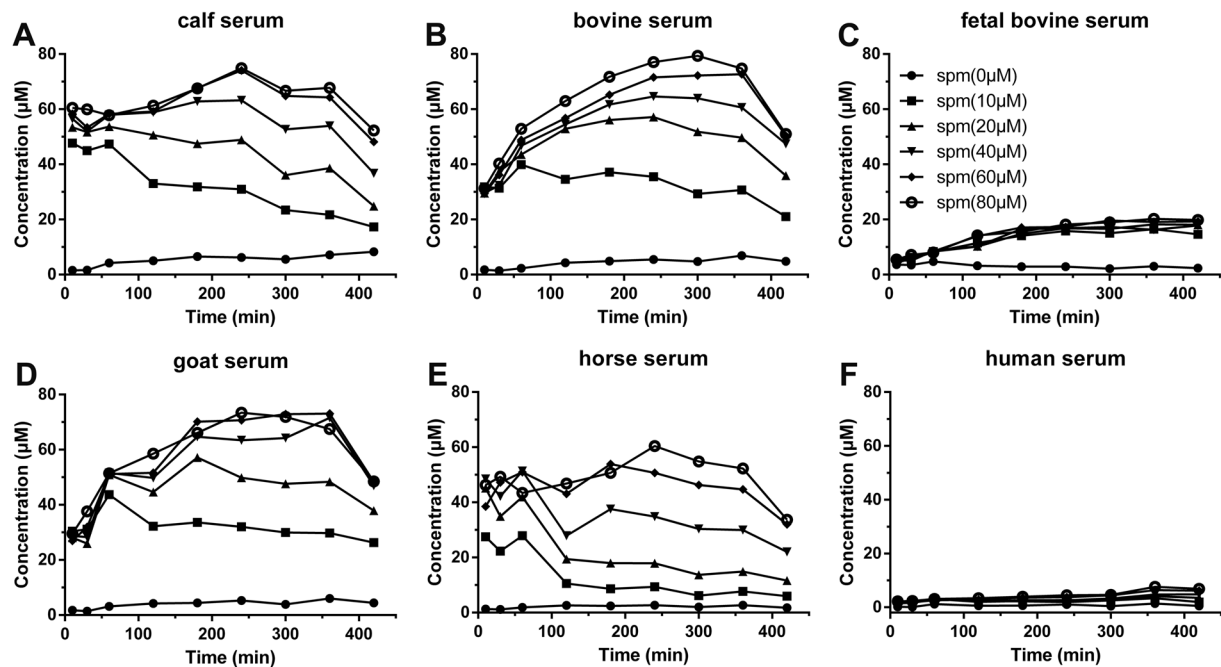 A
calf serum
Concentration (µM)
80
60
40
20
0
0 100 200 300 400
Time (min)
B
bovine serum
Concentration (µM)
80
60
40
20
0
0 100 200 300 400
Time (min)
C
fetal bovine serum
Concentration (µM)
80
60
40
20
0
spm(0µM)
spm(10µM)
spm(20µM)
spm(40µM)
spm(60µM)
spm(80µM)
0 100 200 300 400
Time (min)
D
goat serum
Concentration (µM)
80
60
40
20
0
0 100 200 300 400
Time (min)
E
horse serum
Concentration (µM)
80
60
40
20
0
0 100 200 300 400
Time (min)
F
human serum
Concentration (µM)
80
60
40
20
0
0 100 200 300 400
Time (min)